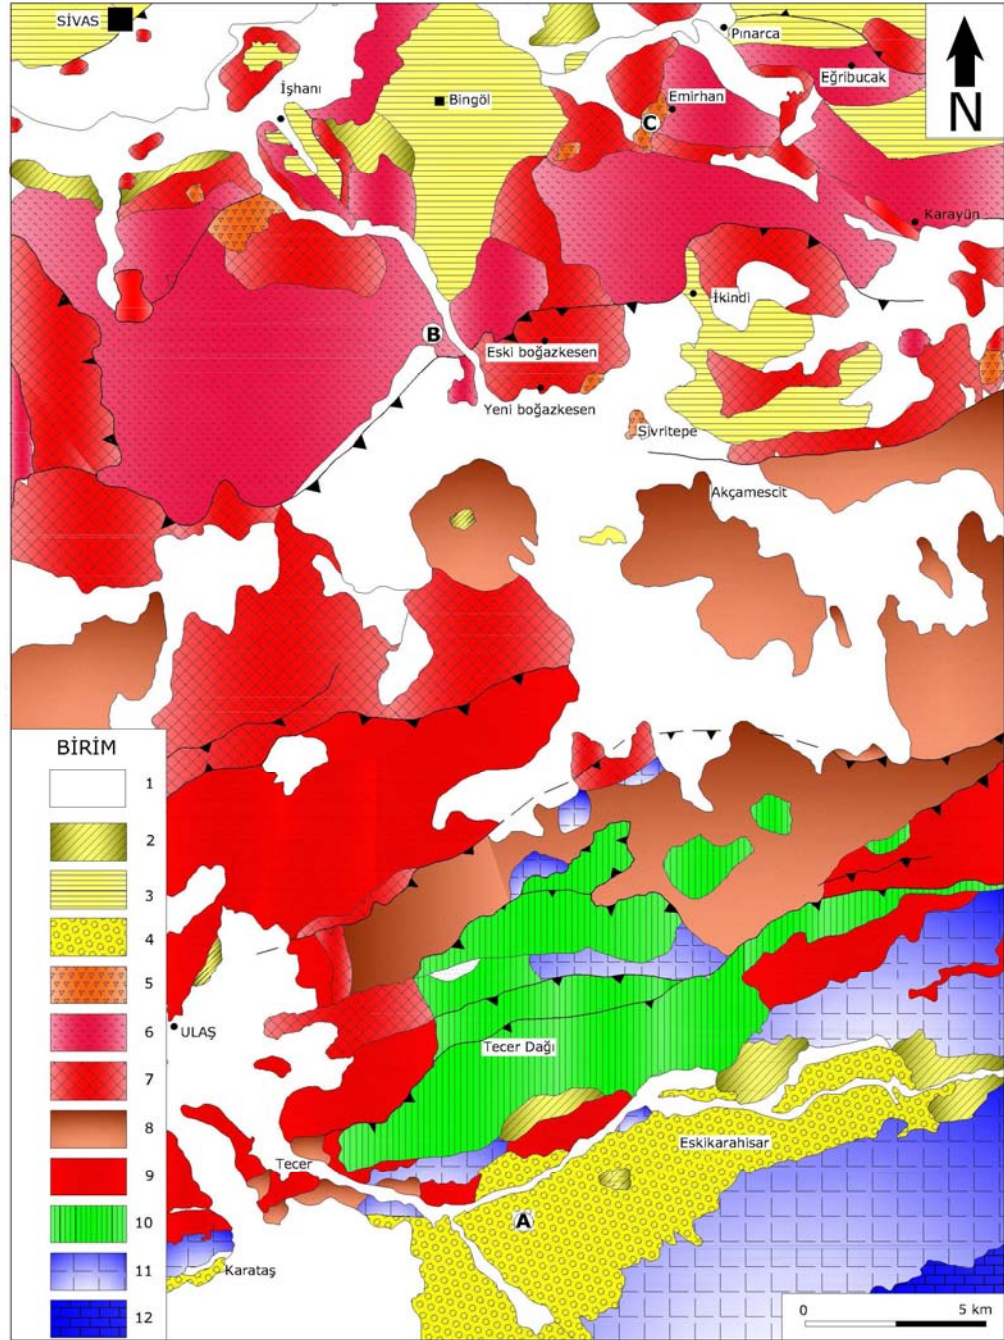 SİVAS
Pınarca
N
Eğribucak
İşhanı
Bingöl
Emirhan
C
Karayün
İkindi
B
Eski boğazkesen
Yeni boğazkesen
Sivritepe
Akçamescit
BİRİM
1
2
3
4
5
6
7
8
9
10
11
12
ULAŞ
Tecer Dağı
Eskikarahisar
Tecer
A
Karataş
0 5 km